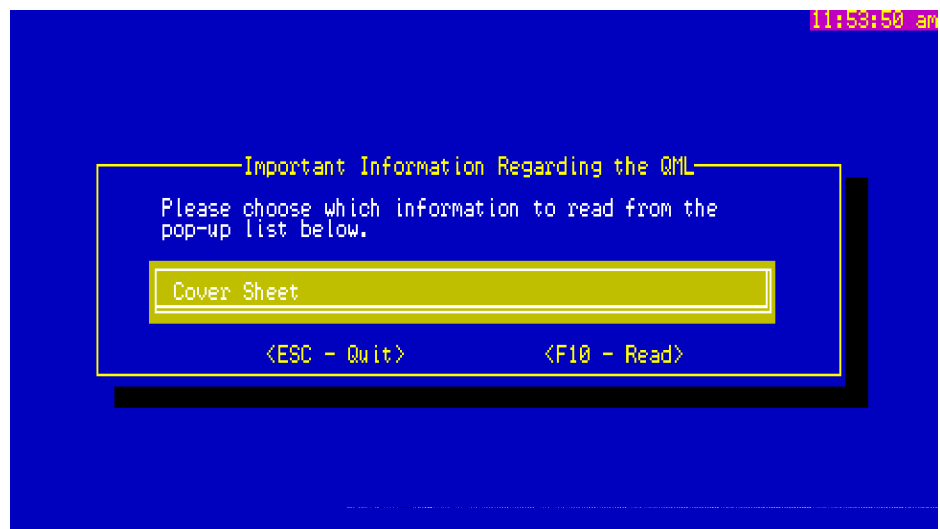 11:53:50 am
Important Information Regarding the QML
Please choose which information to read from the
pop-up list below.
Cover Sheet
<ESC - Quit> <F10 - Read>